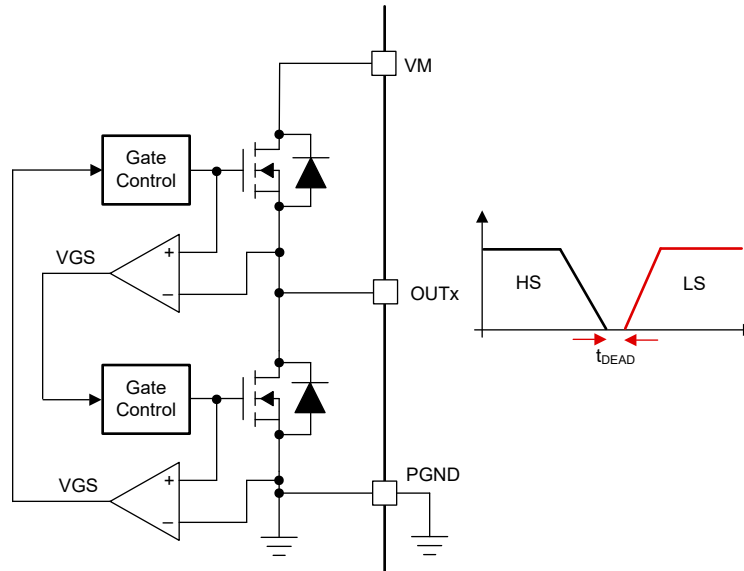 VM
Gate
Control
VGS
+
−
OUTx
HS
LS
tDEAD
Gate
Control
VGS
+
−
PGND